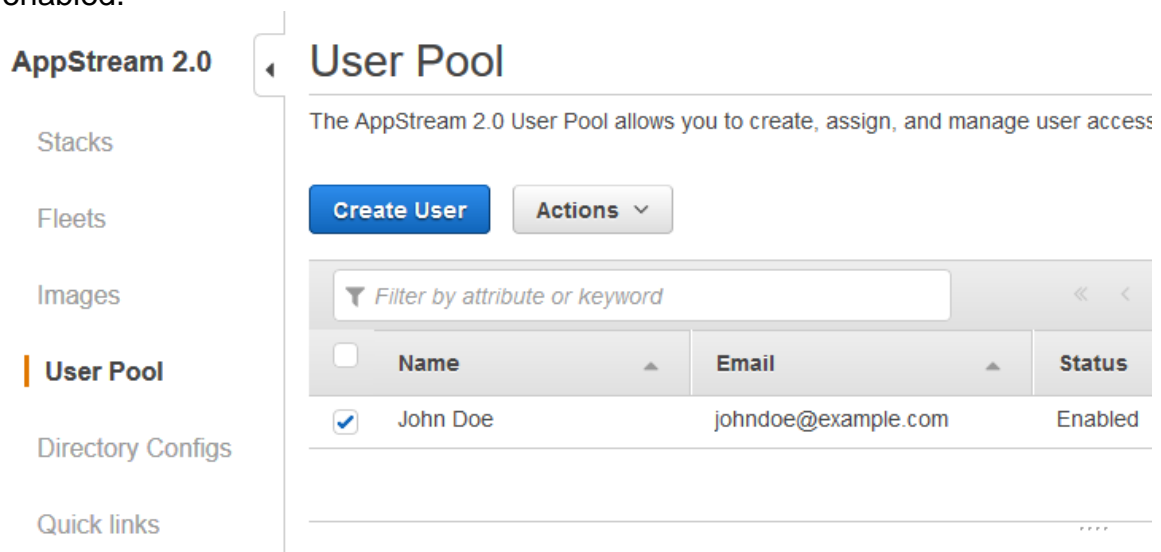 enabled.
AppStream 2.0
Stacks
Fleets
Images
User Pool
Directory Configs
Quick links
User Pool
The AppStream 2.0 User Pool allows you to create, assign, and manage user access
Create User Actions
Filter by attribute or keyword
Name Email Status
John Doe johndoe@example.com Enabled